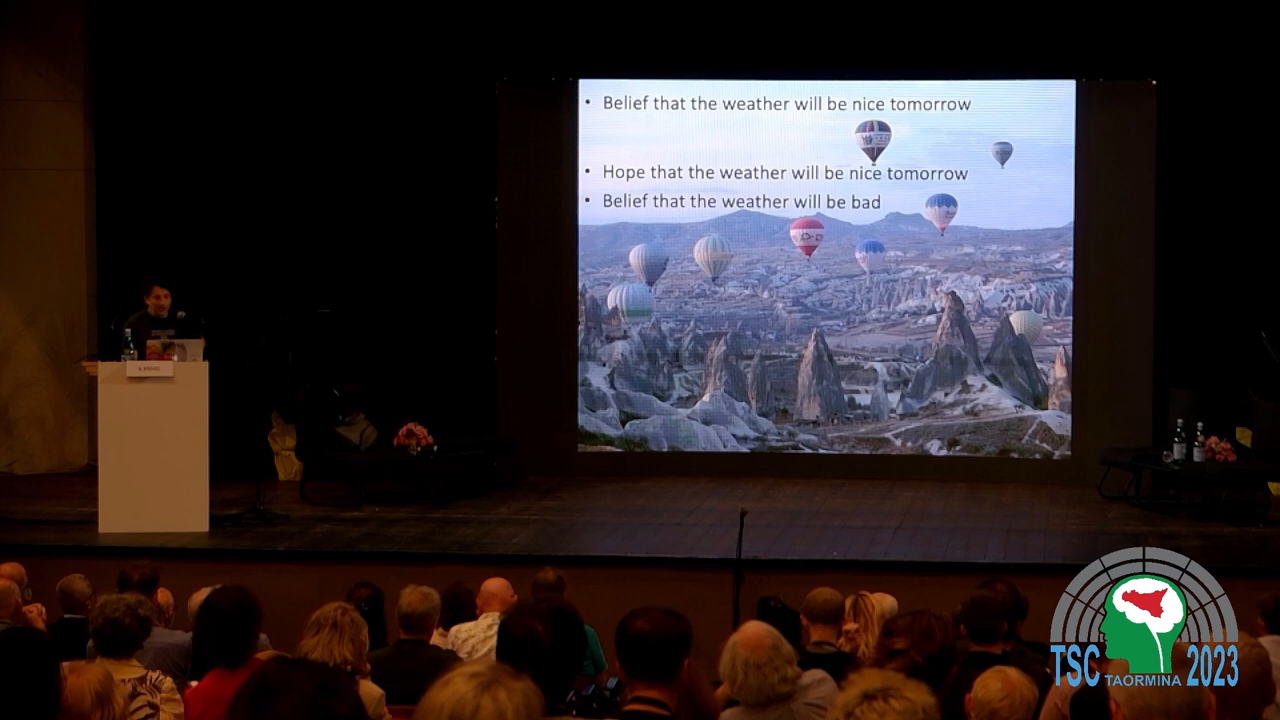 • Belief that the weather will be nice tomorrow
• Hope that the weather will be nice tomorrow
• Belief that the weather will be bad
TSC TAORMINA 2023